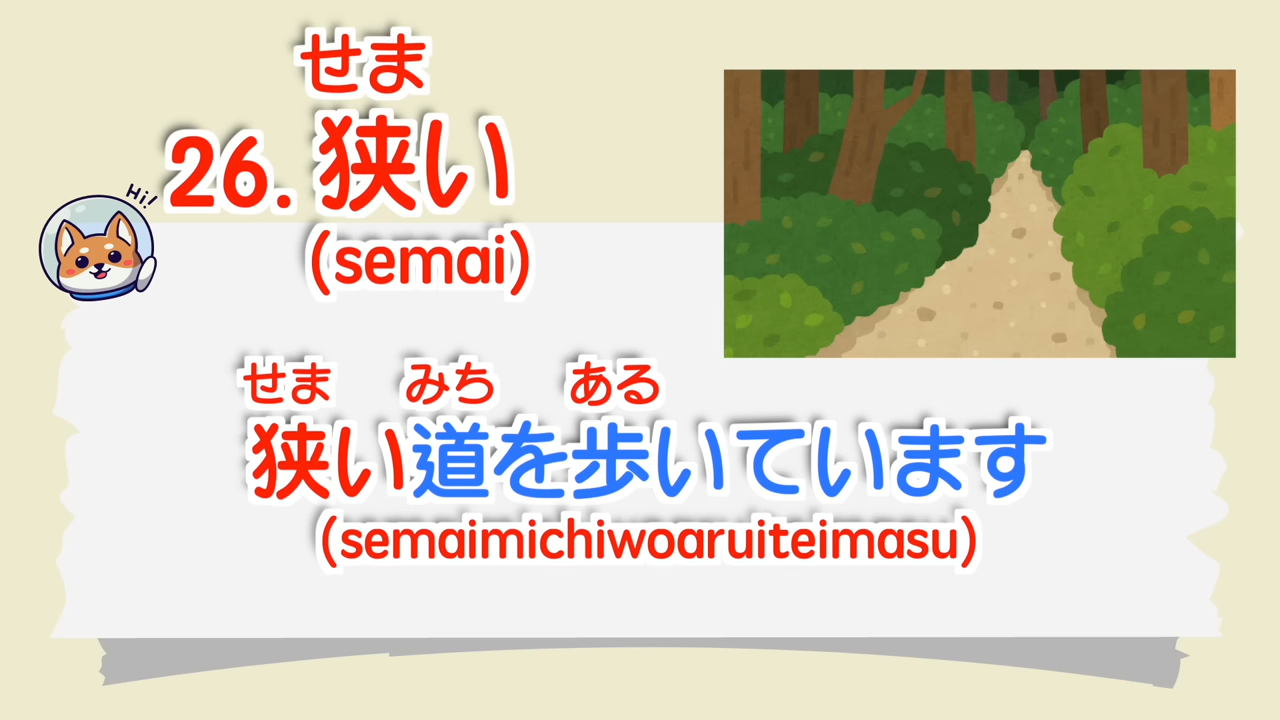 せま
26. 狭い
(semai)
Hi!
せま みち ある
狭い道を歩いています
(semaimichiwoaruiteimasu)